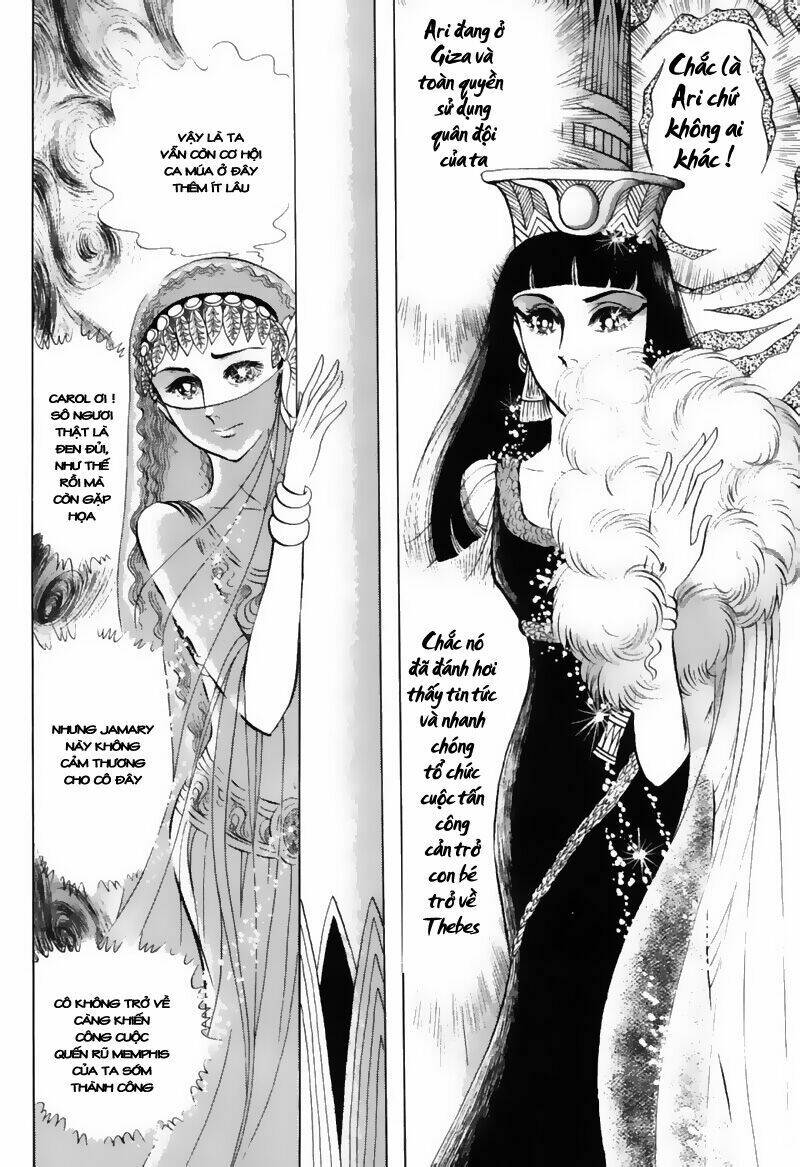 Chắc là
Ari chứ
không ai
khác !
Ari đang ở
Giza và
toàn quyền
sử dụng
quân đội
của ta
Chắc nó
đã đánh hơi
thấy tin tức
và nhanh
chóng
tổ chức
cuộc tấn
công
cản trở
con bé
trở về
Thebes
VẬY LÀ TA
VẪN CÒN CƠ HỘI
CA MÚA Ở ĐÂY
THÊM ÍT LÂU
CAROL ƠI !
SỐ NGƯƠI
THẬT LÀ
ĐEN ĐỦI,
NHƯ THẾ
RỒI MÀ
CÒN GẶP
HỌA
NHƯNG JAMARY
NÀY KHÔNG
CẢM THƯƠNG
CHO CÔ ĐÂY
CÔ KHÔNG TRỞ VỀ
CÀNG KHIẾN
CÔNG CUỘC
QUẾN RŨ MEMPHIS
CỦA TA SỚM
THÀNH CÔNG